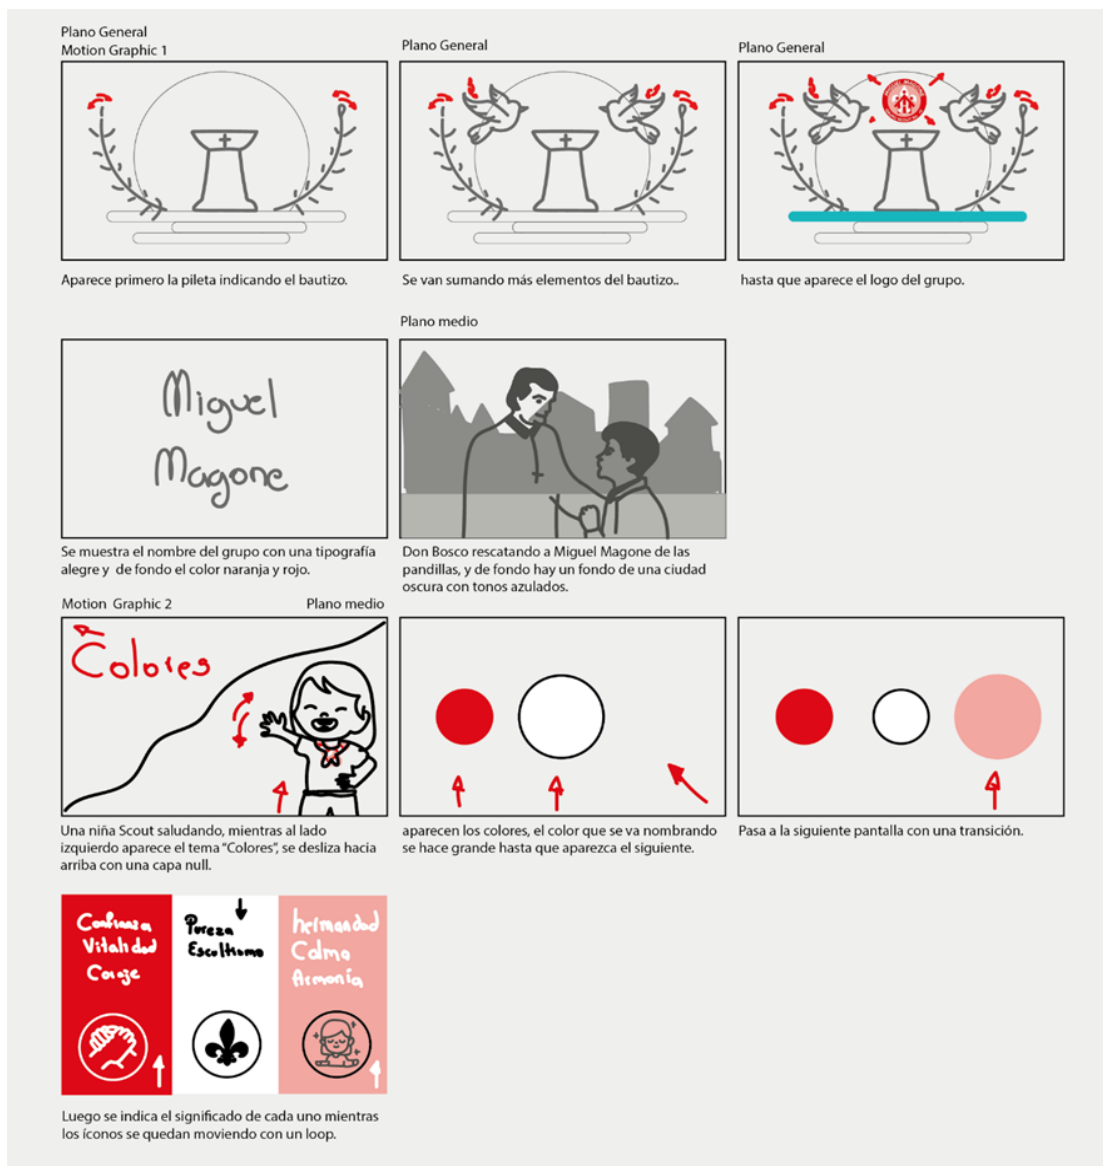 Plano General
Motion Graphic 1
Plano General
Plano General
Aparece primero la pileta indicando el bautizo.
Se van sumando más elementos del bautizo..
hasta que aparece el logo del grupo.
Plano medio
Miguel
Magone
Se muestra el nombre del grupo con una tipografía
alegre y de fondo el color naranja y rojo.
Don Bosco rescatando a Miguel Magone de las
pandillas, y de fondo hay un fondo de una ciudad
oscura con tonos azulados.
Motion Graphic 2
Plano medio
Colores
Una niña Scout saludando, mientras al lado
izquierdo aparece el tema "Colores", se desliza hacia
arriba con una capa null.
aparecen los colores, el color que se va nombrando
se hace grande hasta que aparezca el siguiente.
Pasa a la siguiente pantalla con una transición.
Confianza
Vitalidad
Coraje
Pureza
Escultismo
hermandad
Calma
Armonía
Luego se indica el significado de cada uno mientras
los íconos se quedan moviendo con un loop.